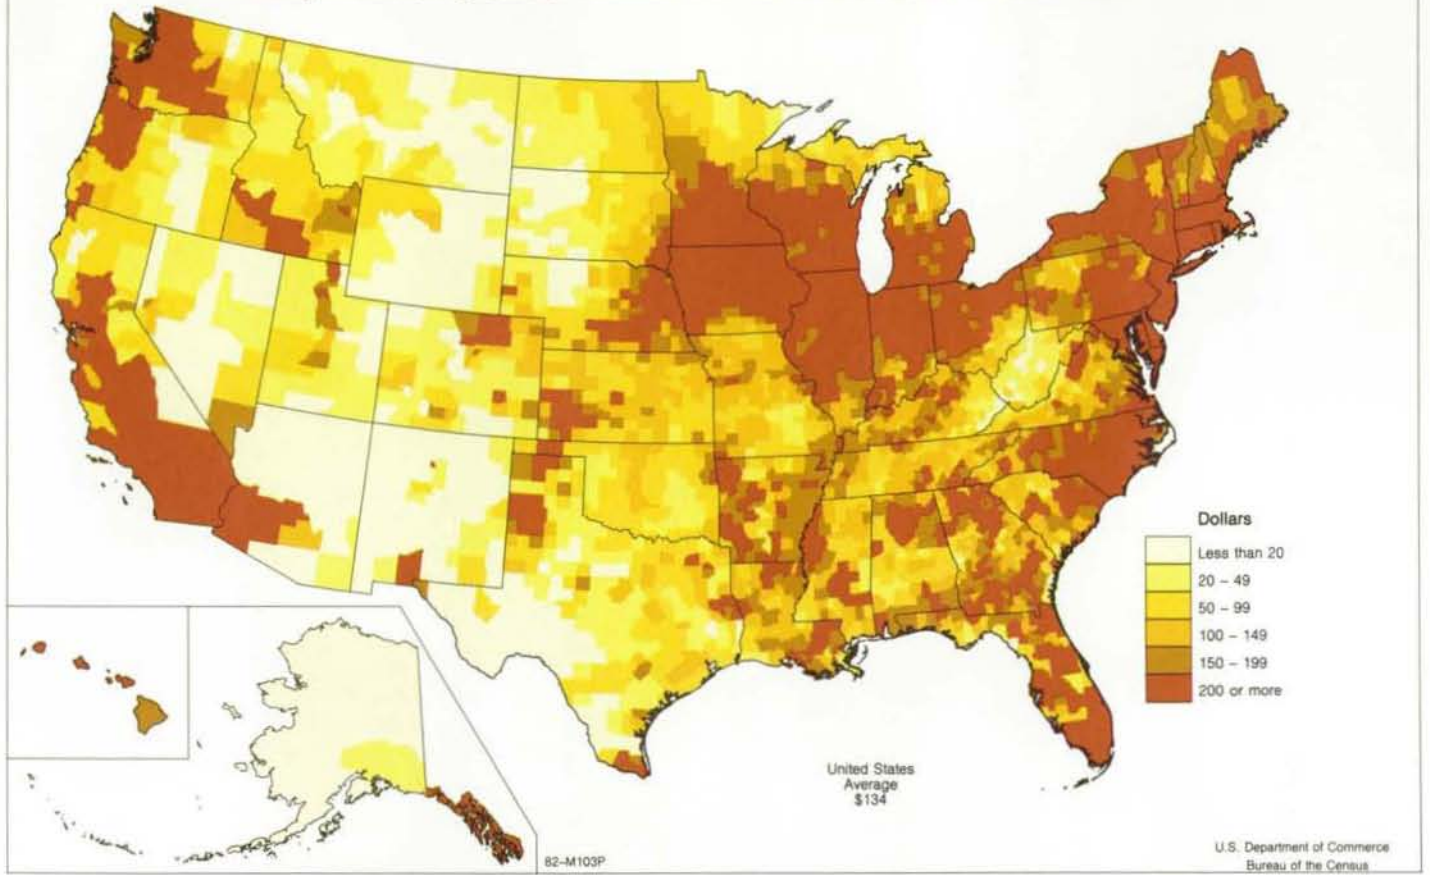 Dollars
Less than 20
20 – 49
50 – 99
100 – 149
150 – 199
200 or more
United States
Average
$134
82–M103P
U.S. Department of Commerce
Bureau of the Census